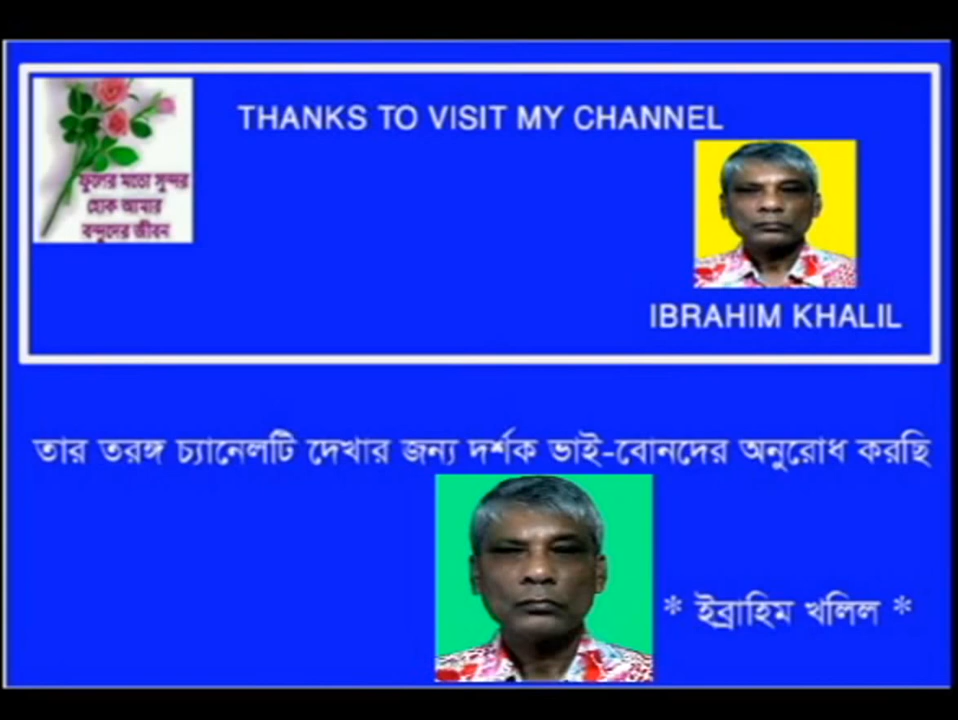 THANKS TO VISIT MY CHANNEL
ফুলের মতো সুন্দর
হোক আমার
বন্দুদের জীবন
IBRAHIM KHALIL
তার তরঙ্গ চ্যানেলটি দেখার জন্য দর্শক ভাই-বোনদের অনুরোধ করছি
* ইব্রাহিম খলিল *